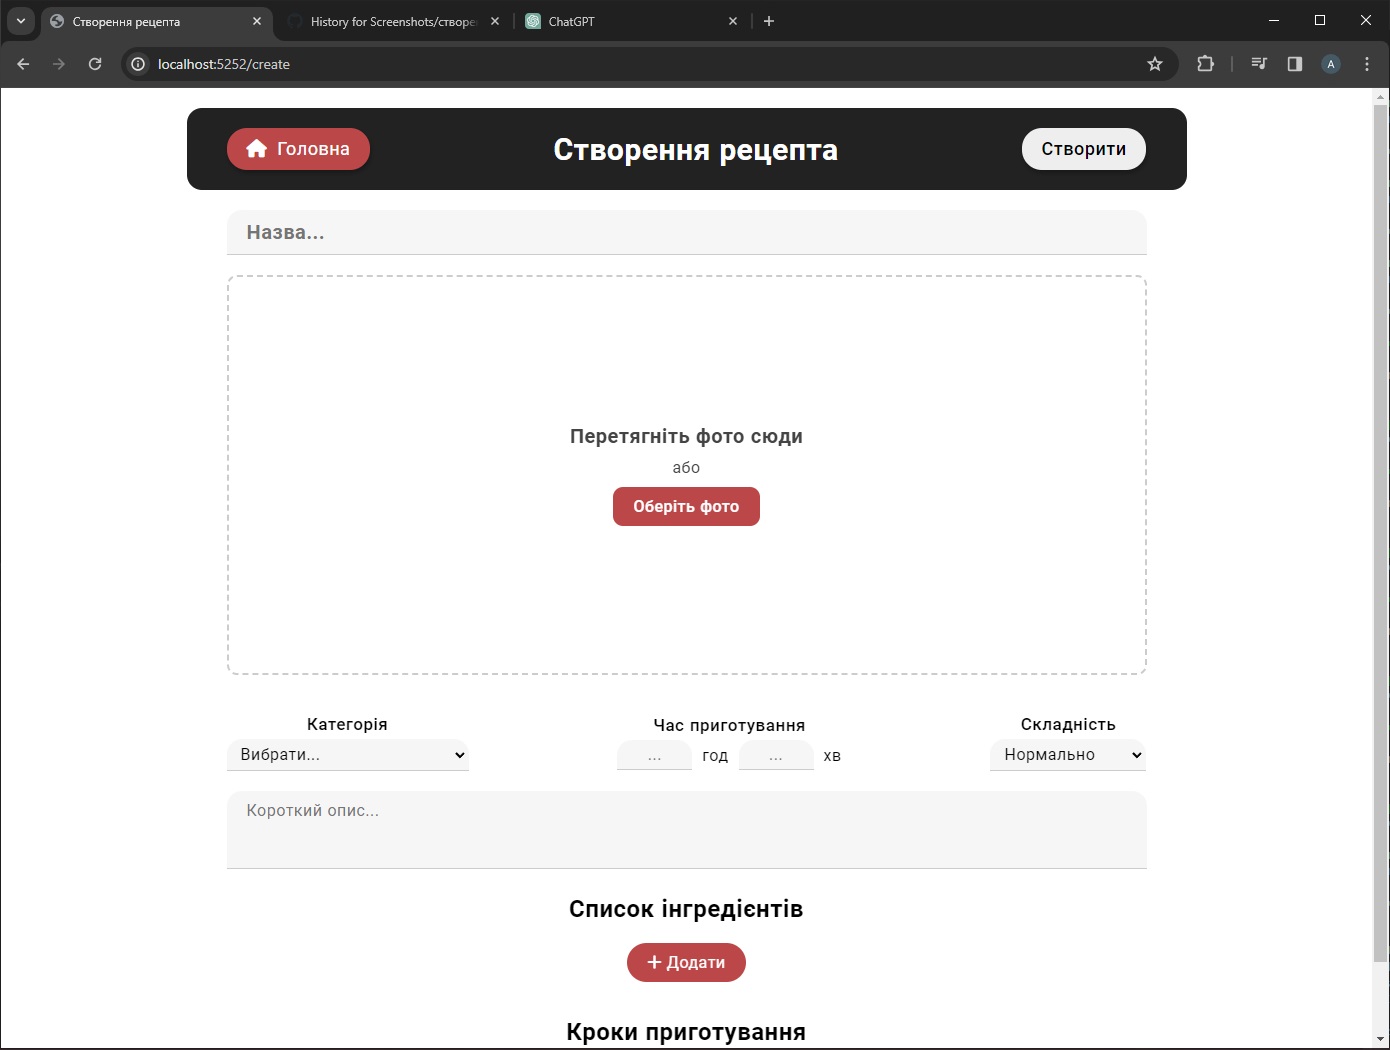 Створення рецепта
History for Screenshots/створе
ChatGPT
localhost:5252/create
A
Головна
Створення рецепта
Створити
Назва...
Перетягніть фото сюди
або
Оберіть фото
Категорія
Час приготування
Складність
Вибрати...
... год ... хв
Нормально
Короткий опис...
Список інгредієнтів
+ Додати
Кроки приготування